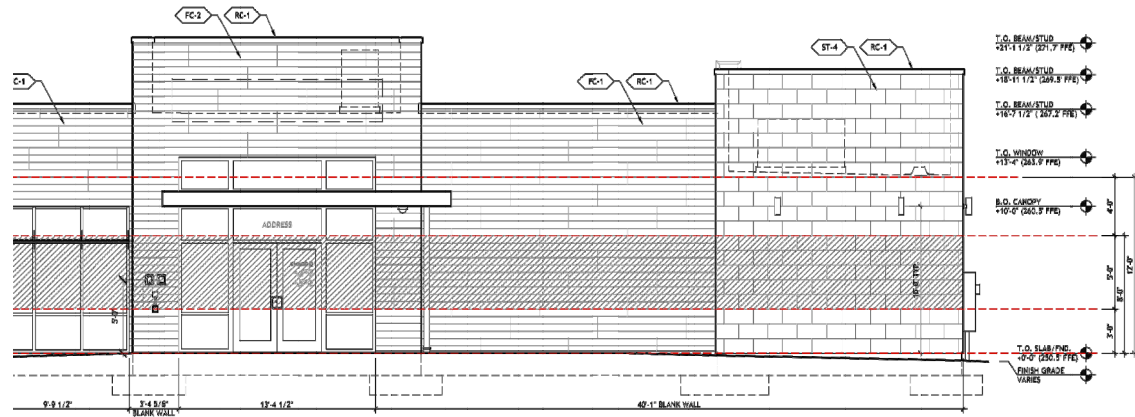 FC-2
RC-1
C-1
FC-1
RC-1
ST-4
RC-1
T.O. BEAM/STUD
+21'-1 1/2" (271.7' FFE)
T.O. BEAM/STUD
+18'-11 1/2" (269.5' FFE)
T.O. BEAM/STUD
+16'-7 1/2" (267.2' FFE)
T.O. WINDOW
+13'-4" (263.9' FFE)
B.O. CANOPY
+10'-0" (260.5' FFE)
ADDRESS
4'-0"
5'-0"
8'-0"
12'-0"
3'-0"
5'-0"
T.O. SLAB/FND.
+0'-0" (250.5' FFE)
FINISH GRADE
VARIES
9'-9 1/2"
3'-4 5/8"
BLANK WALL
13'-4 1/2"
40'-1" BLANK WALL